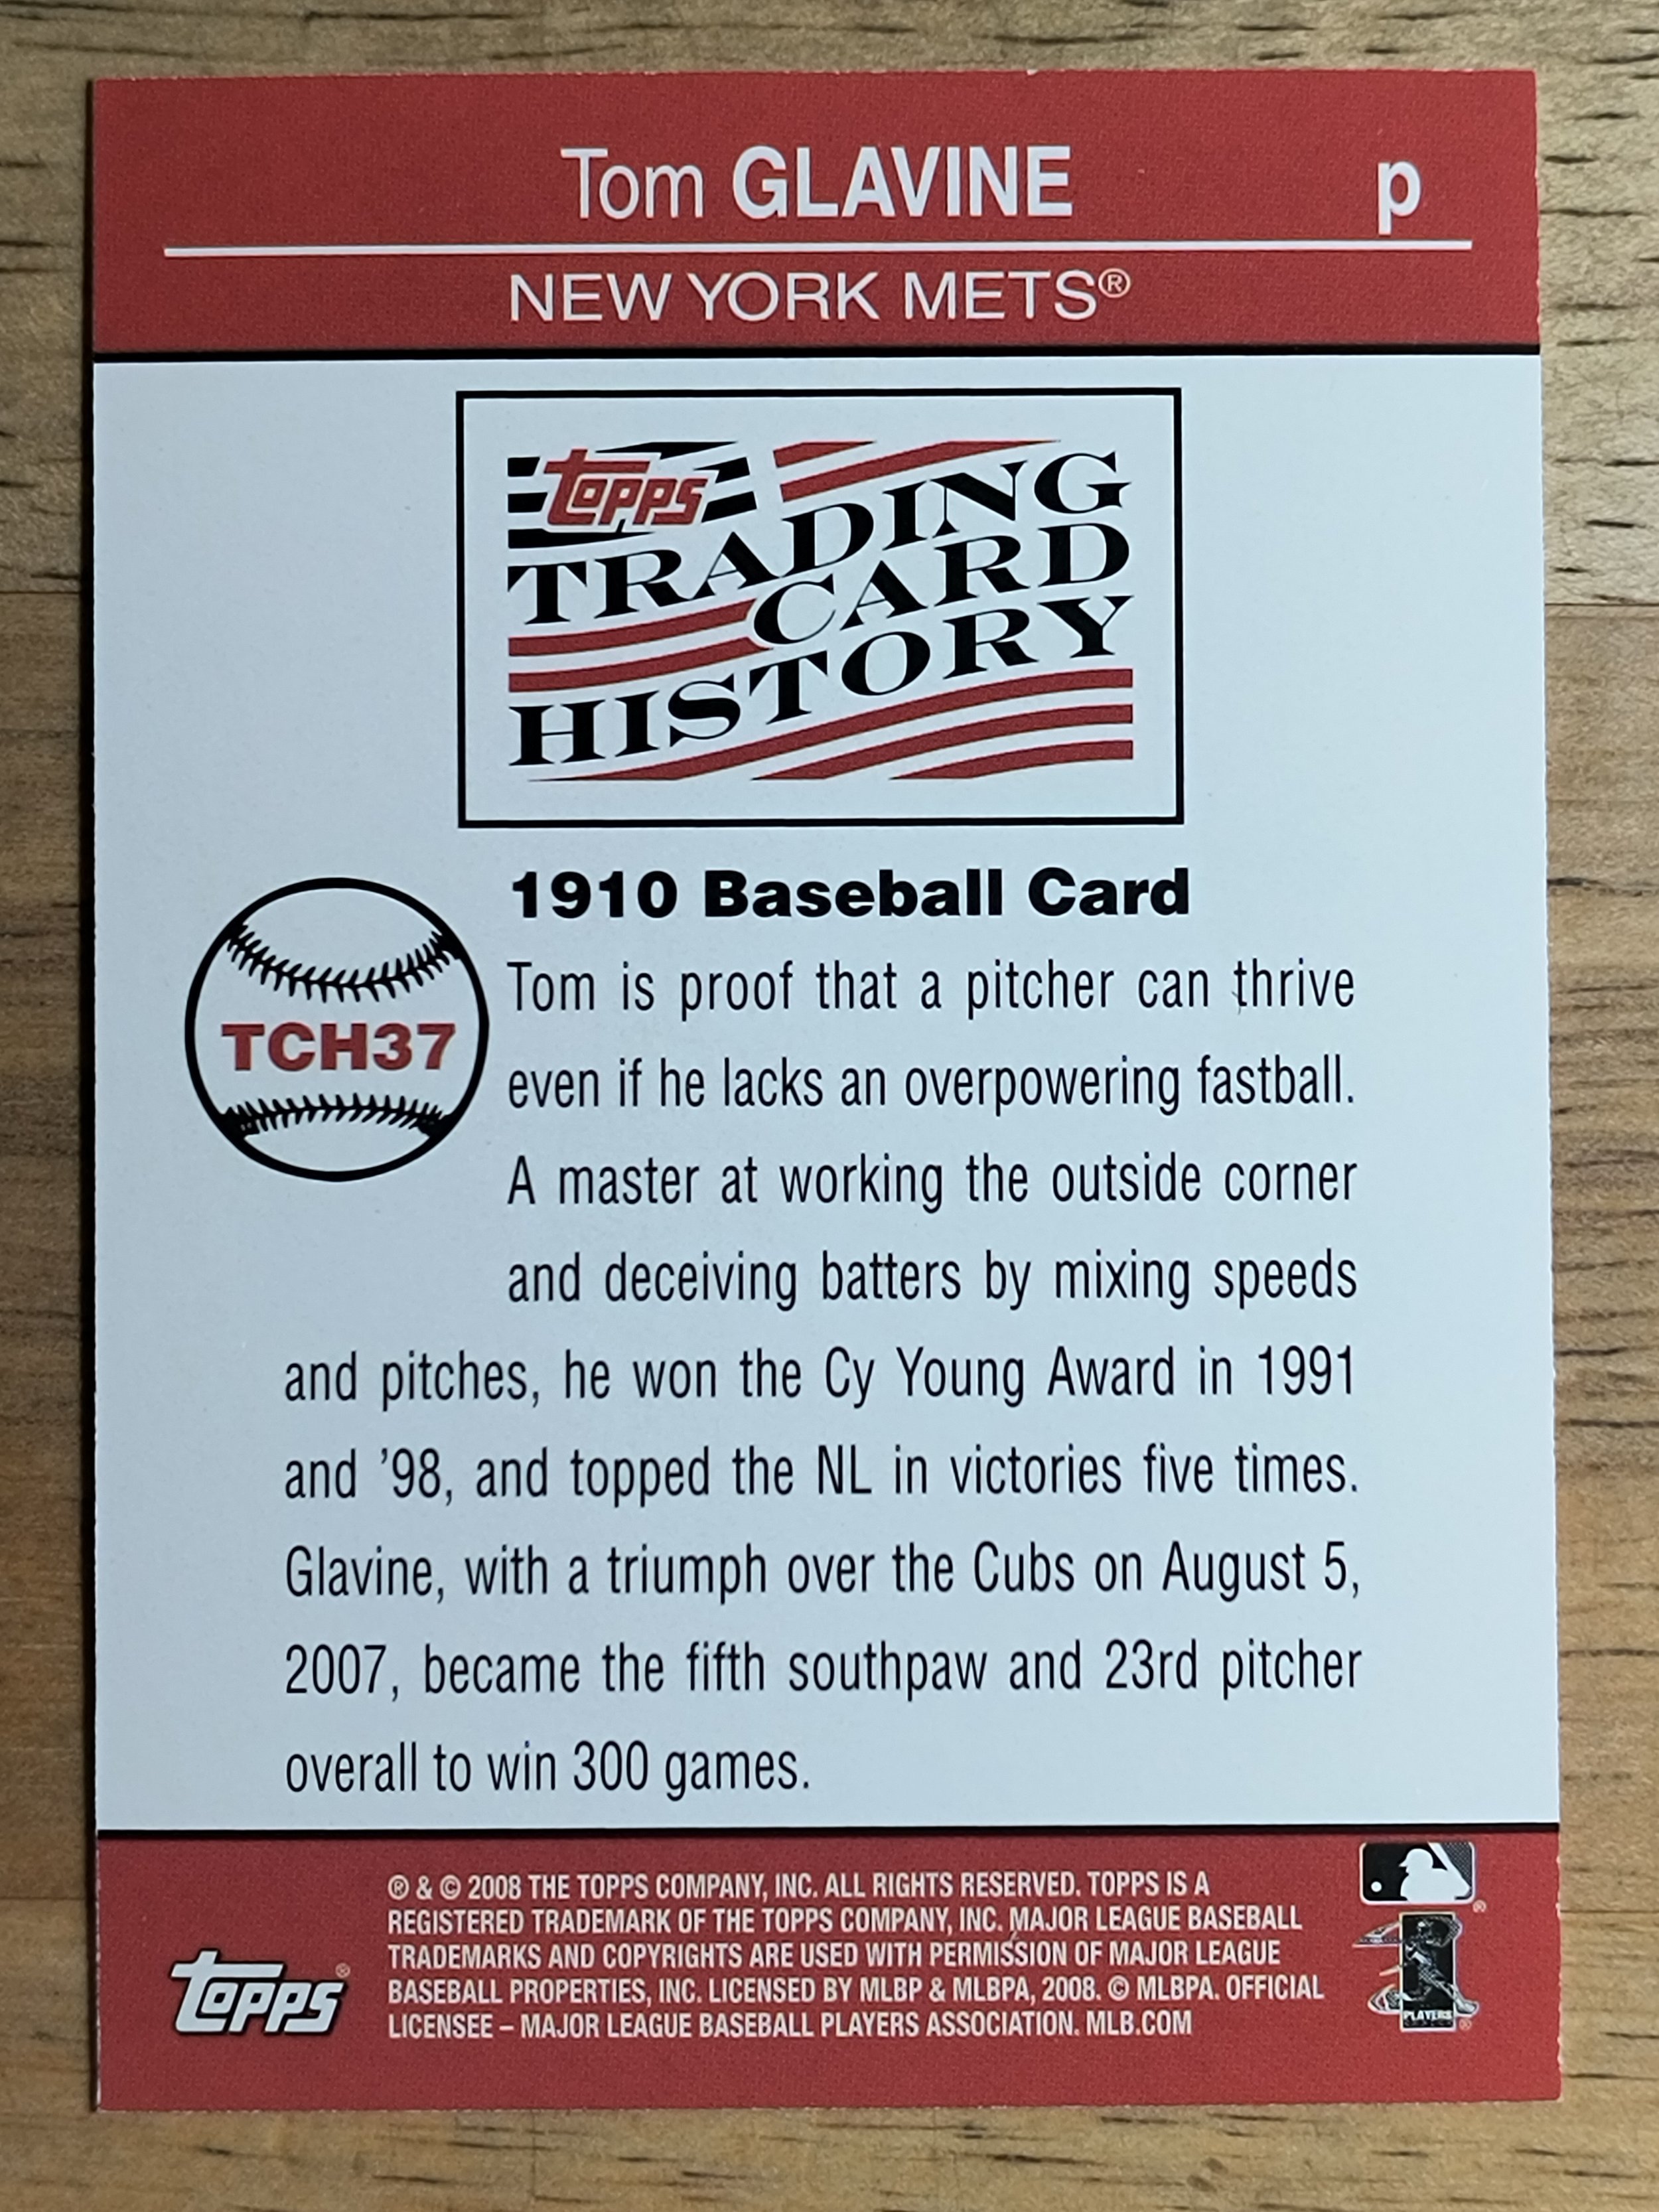 Tom GLAVINE p
NEW YORK METS®
Topps
TRADING
CARD
HISTORY
1910 Baseball Card
TCH37
Tom is proof that a pitcher can thrive
even if he lacks an overpowering fastball.
A master at working the outside corner
and deceiving batters by mixing speeds
and pitches, he won the Cy Young Award in 1991
and ’98, and topped the NL in victories five times.
Glavine, with a triumph over the Cubs on August 5,
2007, became the fifth southpaw and 23rd pitcher
overall to win 300 games.
® & © 2008 THE TOPPS COMPANY, INC. ALL RIGHTS RESERVED. TOPPS IS A
REGISTERED TRADEMARK OF THE TOPPS COMPANY, INC. MAJOR LEAGUE BASEBALL
TRADEMARKS AND COPYRIGHTS ARE USED WITH PERMISSION OF MAJOR LEAGUE
BASEBALL PROPERTIES, INC. LICENSED BY MLBP & MLBPA, 2008. © MLBPA. OFFICIAL
LICENSEE – MAJOR LEAGUE BASEBALL PLAYERS ASSOCIATION. MLB.COM
Topps®
®
PLAYERS®